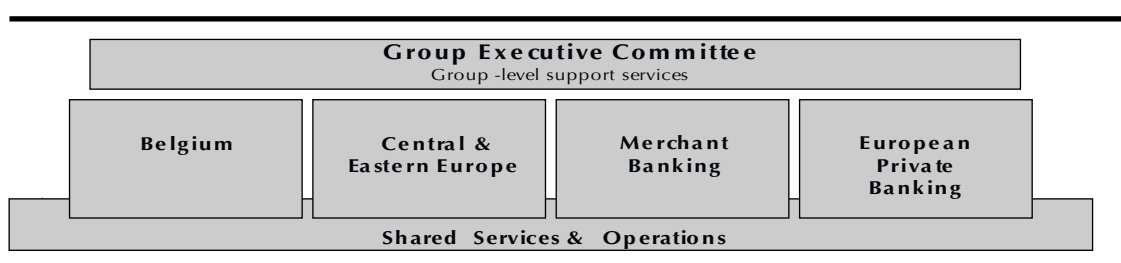 Group Executive Committee
Group -level support services
Belgium
Central &
Eastern Europe
Merchant
Banking
European
Private
Banking
Shared Services & Operations